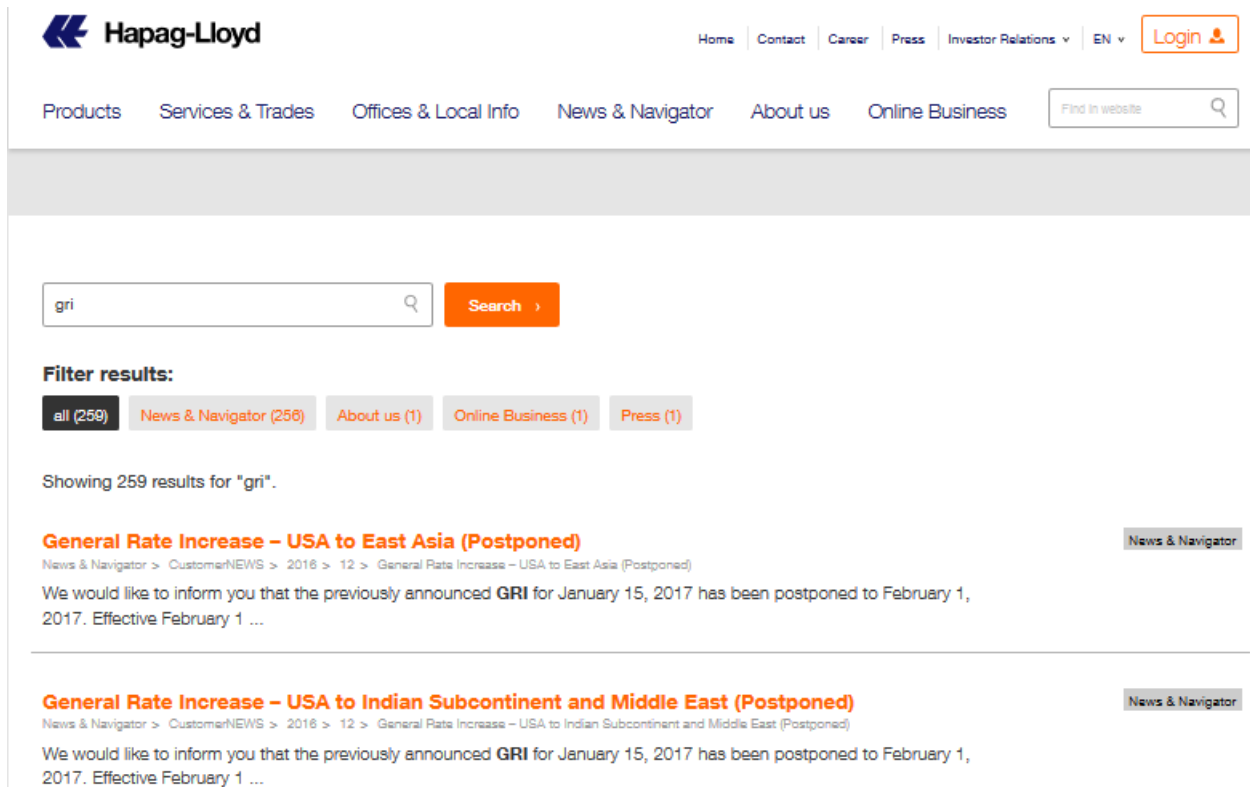 Hapag-Lloyd
Home Contact Career Press Investor Relations EN Login
Products Services & Trades Offices & Local Info News & Navigator About us Online Business Find in website
gri Search ›
Filter results:
all (259) News & Navigator (256) About us (1) Online Business (1) Press (1)
Showing 259 results for "gri".
General Rate Increase – USA to East Asia (Postponed) News & Navigator
News & Navigator > CustomerNEWS > 2016 > 12 > General Rate Increase – USA to East Asia (Postponed)
We would like to inform you that the previously announced GRI for January 15, 2017 has been postponed to February 1,
2017. Effective February 1 ...
General Rate Increase – USA to Indian Subcontinent and Middle East (Postponed) News & Navigator
News & Navigator > CustomerNEWS > 2016 > 12 > General Rate Increase – USA to Indian Subcontinent and Middle East (Postponed)
We would like to inform you that the previously announced GRI for January 15, 2017 has been postponed to February 1,
2017. Effective February 1 ...